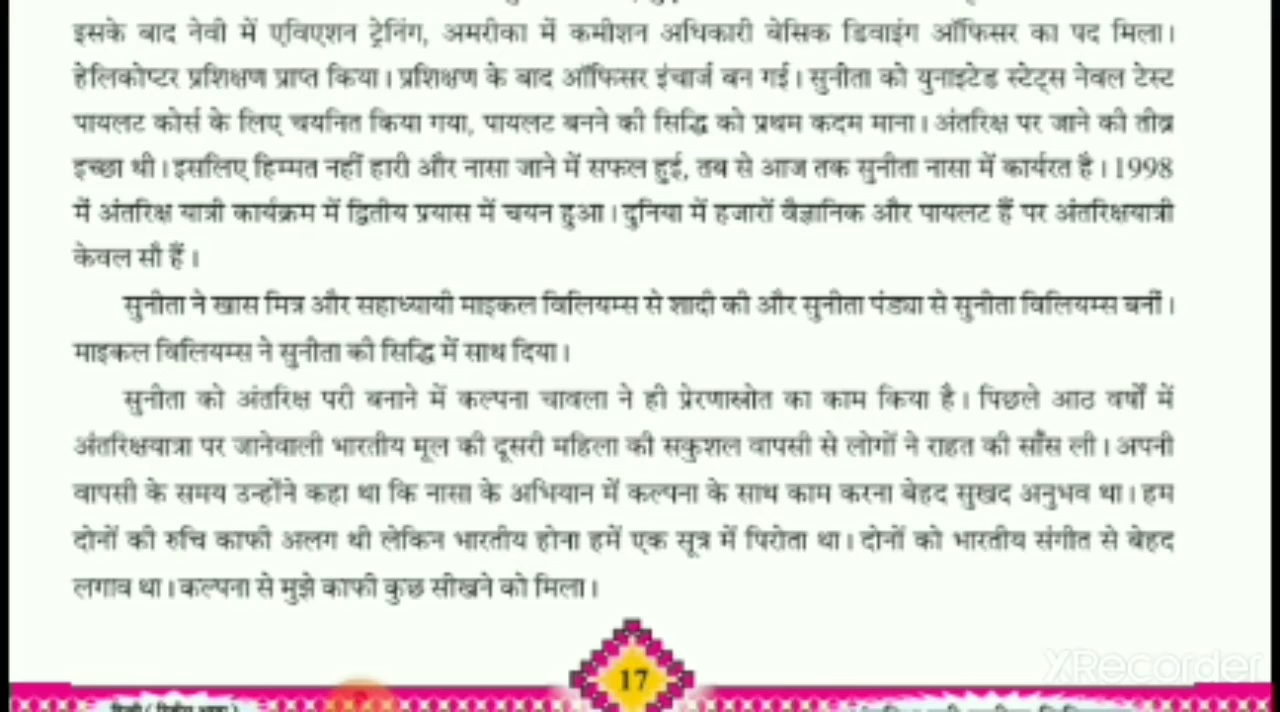 इसके बाद नेवी में एविएशन ट्रेनिंग, अमरीका में कमीशन अधिकारी बेसिक डिवाइंग ऑफिसर का पद मिला।
हेलिकोप्टर प्रशिक्षण प्राप्त किया। प्रशिक्षण के बाद ऑफिसर इंचार्ज बन गई। सुनीता को युनाइटेड स्टेट्स नेवल टेस्ट
पायलट कोर्स के लिए चयनित किया गया, पायलट बनने की सिद्धि को प्रथम कदम माना। अंतरिक्ष पर जाने की तीव्र
इच्छा थी। इसलिए हिम्मत नहीं हारी और नासा जाने में सफल हुई, तब से आज तक सुनीता नासा में कार्यरत है। 1998
में अंतरिक्ष यात्री कार्यक्रम में द्वितीय प्रयास में चयन हुआ। दुनिया में हजारों वैज्ञानिक और पायलट हैं पर अंतरिक्षयात्री
केवल सौ हैं।
सुनीता ने खास मित्र और सहाध्यायी माइकल विलियम्स से शादी की और सुनीता पंड्या से सुनीता विलियम्स बनीं।
माइकल विलियम्स ने सुनीता की सिद्धि में साथ दिया।
सुनीता को अंतरिक्ष परी बनाने में कल्पना चावला ने ही प्रेरणास्रोत का काम किया है। पिछले आठ वर्षों में
अंतरिक्षयात्रा पर जानेवाली भारतीय मूल की दूसरी महिला की सकुशल वापसी से लोगों ने राहत की साँस ली। अपनी
वापसी के समय उन्होंने कहा था कि नासा के अभियान में कल्पना के साथ काम करना बेहद सुखद अनुभव था। हम
दोनों की रुचि काफी अलग थी लेकिन भारतीय होना हमें एक सूत्र में पिरोता था। दोनों को भारतीय संगीत से बेहद
लगाव था। कल्पना से मुझे काफी कुछ सीखने को मिला।
XRecorder
17